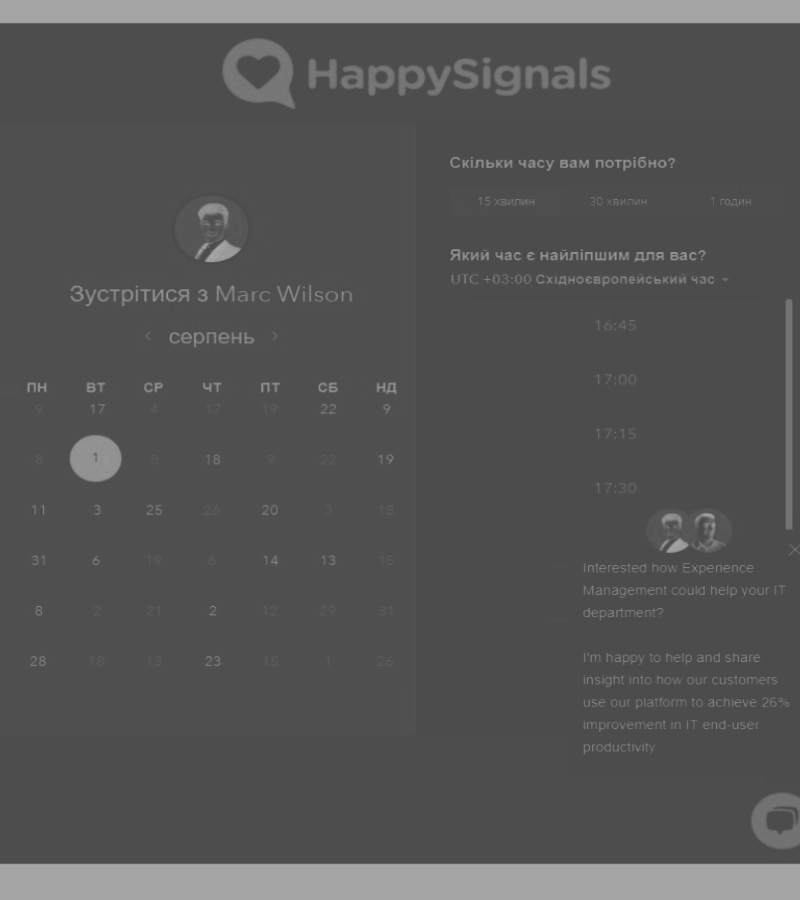 HappySignals
Зустрітися з Marc Wilson
серпень
ПН ВТ СР ЧТ ПТ СБ НД
9 17 4 17 19 22 9
8 1 8 18 9 22 19
11 3 25 26 20 3 18
31 6 19 6 14 13 15
8 2 21 2 12 29 31
28 18 13 23 15 1 26
Скільки часу вам потрібно?
15 хвилин 30 хвилин 1 годин
Який час є найліпшим для вас?
UTC +03:00 Східноєвропейський час
16:45
17:00
17:15
17:30
Interested how Experience
Management could help your IT
department?
I'm happy to help and share
insight into how our customers
use our platform to achieve 26%
improvement in IT end-user
productivity